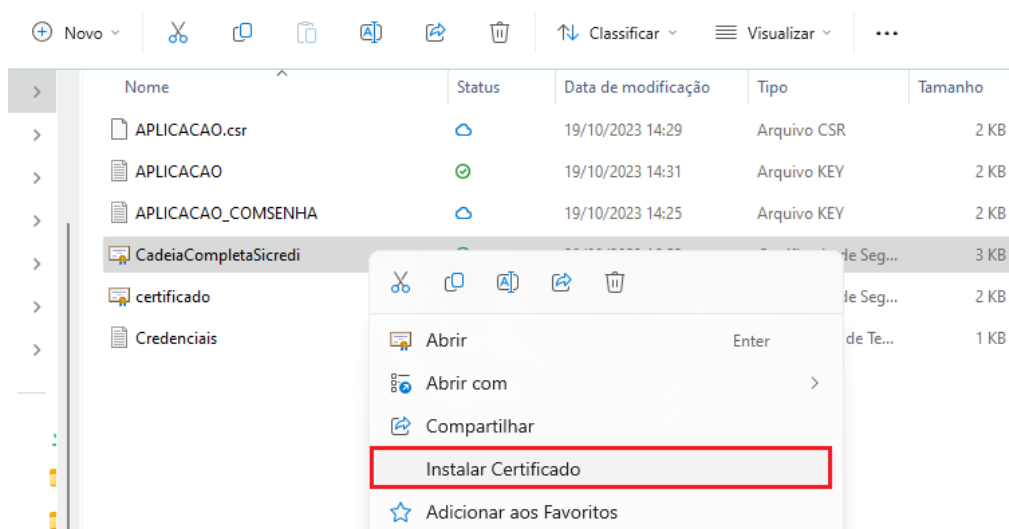 Novo Classificar Visualizar ...
Nome Status Data de modificação Tipo Tamanho
APLICACAO.csr 19/10/2023 14:29 Arquivo CSR 2 KB
APLICACAO 19/10/2023 14:31 Arquivo KEY 2 KB
APLICACAO_COMSENHA 19/10/2023 14:25 Arquivo KEY 2 KB
CadeiaCompletaSicredi de Seg... 3 KB
certificado de Seg... 2 KB
Credenciais de Te... 1 KB
Abrir Enter
Abrir com
Compartilhar
Instalar Certificado
Adicionar aos Favoritos